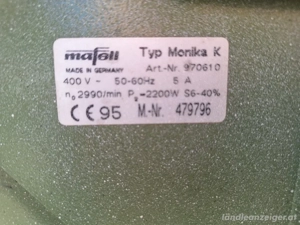 mafell Typ Monika K
MADE IN GERMANY Art.-Nr. 970610
400 V ~ 50-60Hz 5 A
n₀ 2990/min P₁=2200W S6-40%
CE 95 M.-Nr. 479796
ländleanzeiger.at